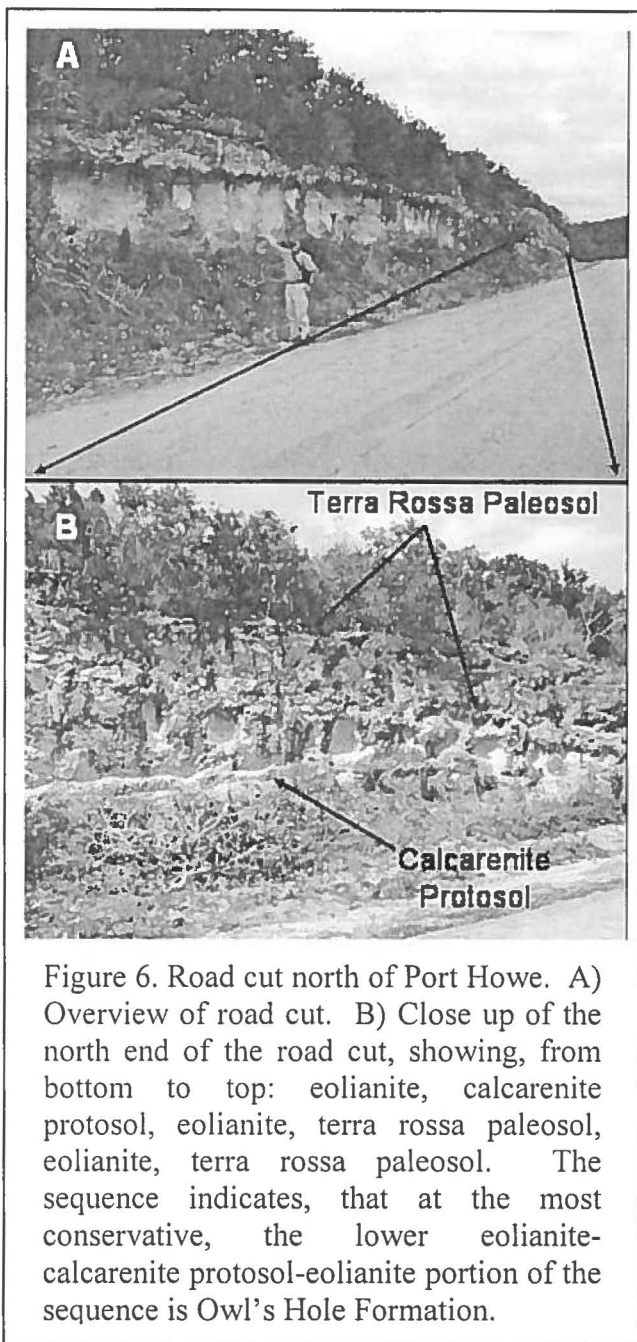 A
B
Terra Rossa Paleosol
Calcarenite
Protosol
Figure 6. Road cut north of Port Howe. A)
Overview of road cut. B) Close up of the
north end of the road cut, showing, from
bottom to top: eolianite, calcarenite
protosol, eolianite, terra rossa paleosol,
eolianite, terra rossa paleosol. The
sequence indicates, that at the most
conservative, the lower eolianite-
calcarenite protosol-eolianite portion of the
sequence is Owl's Hole Formation.